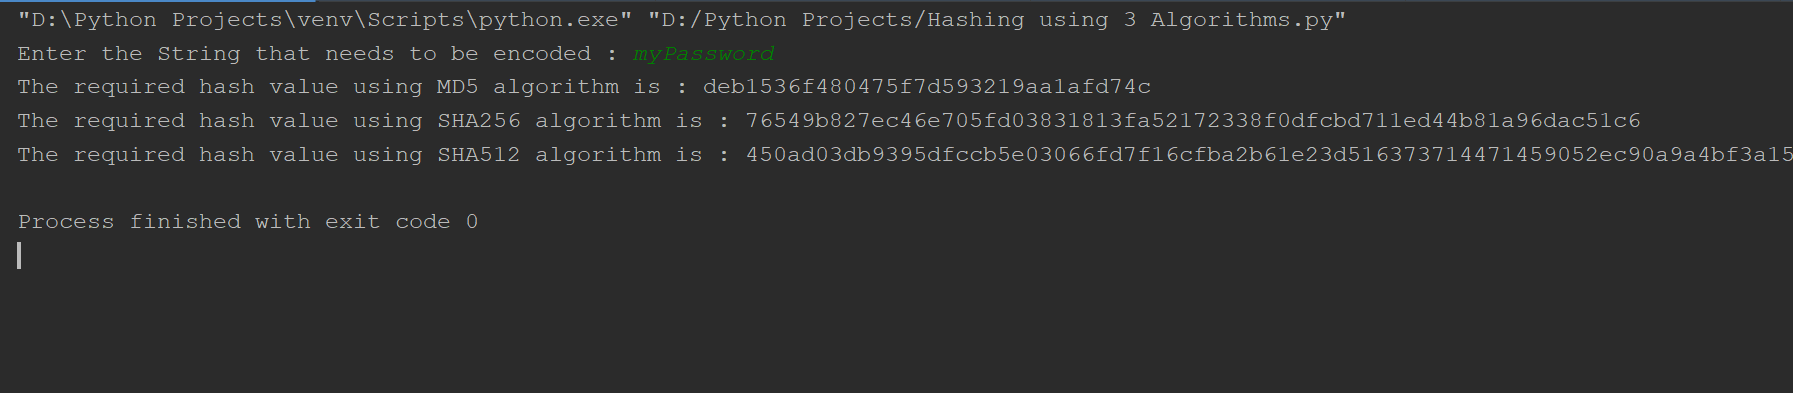 "D:\Python Projects\venv\Scripts\python.exe" "D:/Python Projects/Hashing using 3 Algorithms.py"
Enter the String that needs to be encoded : myPassword
The required hash value using MD5 algorithm is : deb1536f480475f7d593219aa1afd74c
The required hash value using SHA256 algorithm is : 76549b827ec46e705fd03831813fa52172338f0dfcbd711ed44b81a96dac51c6
The required hash value using SHA512 algorithm is : 450ad03db9395dfccb5e03066fd7f16cfba2b61e23d516373714471459052ec90a9a4bf3a15
Process finished with exit code 0